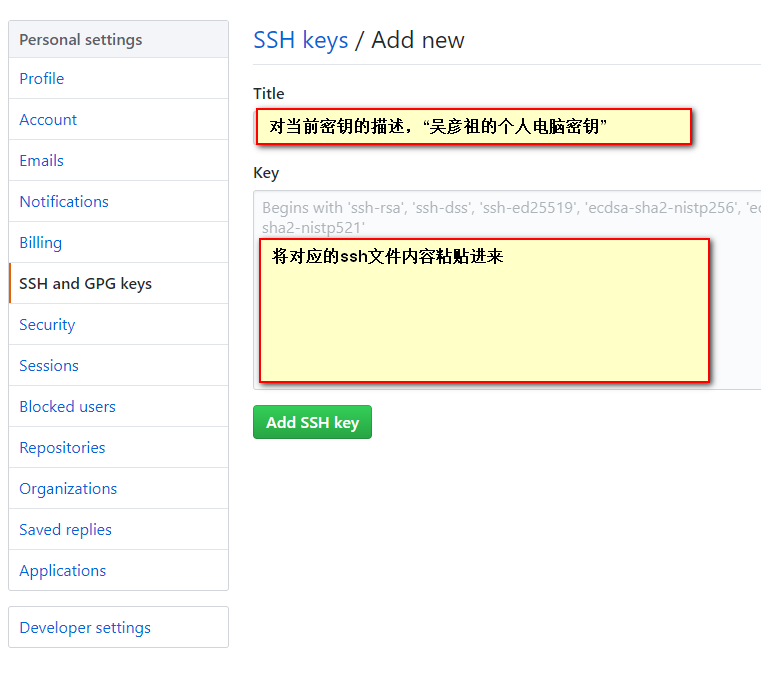 Personal settings
Profile
Account
Emails
Notifications
Billing
SSH and GPG keys
Security
Sessions
Blocked users
Repositories
Organizations
Saved replies
Applications
Developer settings
SSH keys / Add new
Title
对当前密钥的描述，“吴彦祖的个人电脑密钥”
Key
Begins with 'ssh-rsa', 'ssh-dss', 'ssh-ed25519', 'ecdsa-sha2-nistp256',
sha2-nistp521'
将对应的ssh文件内容粘贴进来
Add SSH key